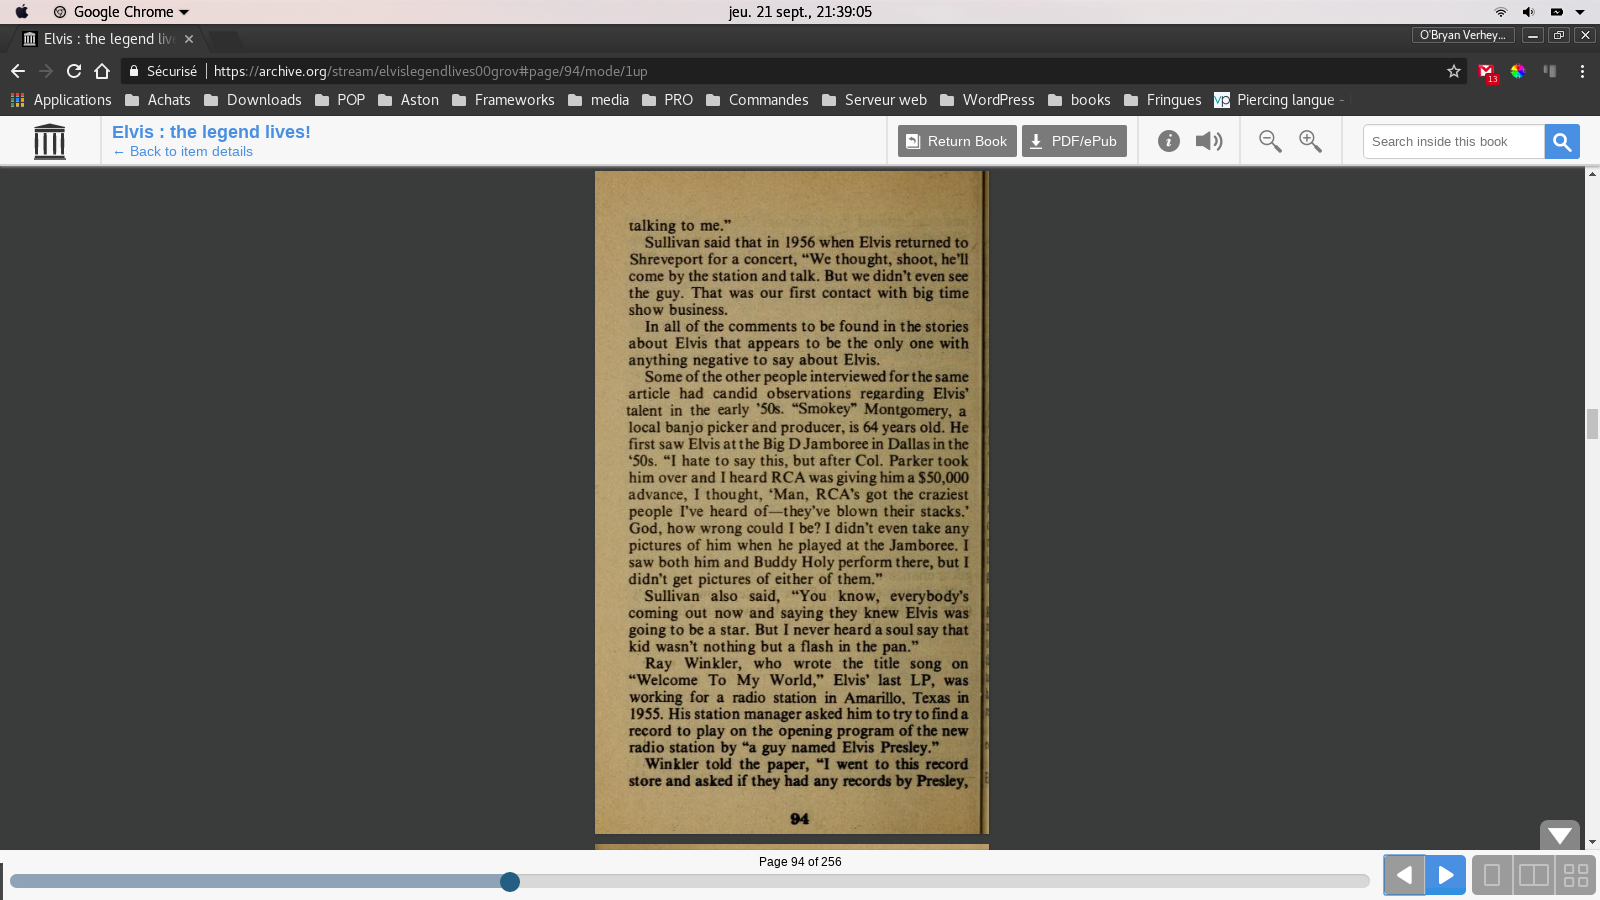 Google Chrome
jeu. 21 sept., 21:39:05
Elvis : the legend liv
O'Bryan Verhey...
Sécurisé
https://archive.org/stream/elvislegendlives00grov#page/94/mode/1up
13
Applications Achats Downloads POP Aston Frameworks media PRO Commandes Serveur web WordPress books Fringues Piercing langue -
Elvis : the legend lives!
← Back to item details
Return Book
PDF/ePub
Search inside this book
talking to me.”
Sullivan said that in 1956 when Elvis returned to
Shreveport for a concert, “We thought, shoot, he’ll
come by the station and talk. But we didn’t even see
the guy. That was our first contact with big time
show business.
In all of the comments to be found in the stories
about Elvis that appears to be the only one with
anything negative to say about Elvis.
Some of the other people interviewed for the same
article had candid observations regarding Elvis’
talent in the early ’50s. “Smokey” Montgomery, a
local banjo picker and producer, is 64 years old. He
first saw Elvis at the Big D Jamboree in Dallas in the
‘50s. “I hate to say this, but after Col. Parker took
him over and I heard RCA was giving him a $50,000
advance, I thought, ‘Man, RCA’s got the craziest
people I’ve heard of—they’ve blown their stacks.’
God, how wrong could I be? I didn’t even take any
pictures of him when he played at the Jamboree. I
saw both him and Buddy Holy perform there, but I
didn’t get pictures of either of them.”
Sullivan also said, “You know, everybody’s
coming out now and saying they knew Elvis was
going to be a star. But I never heard a soul say that
kid wasn’t nothing but a flash in the pan.”
Ray Winkler, who wrote the title song on
“Welcome To My World,” Elvis’ last LP, was
working for a radio station in Amarillo, Texas in
1955. His station manager asked him to try to find a
record to play on the opening program of the new
radio station by “a guy named Elvis Presley.”
Winkler told the paper, “I went to this record
store and asked if they had any records by Presley,
94
Page 94 of 256